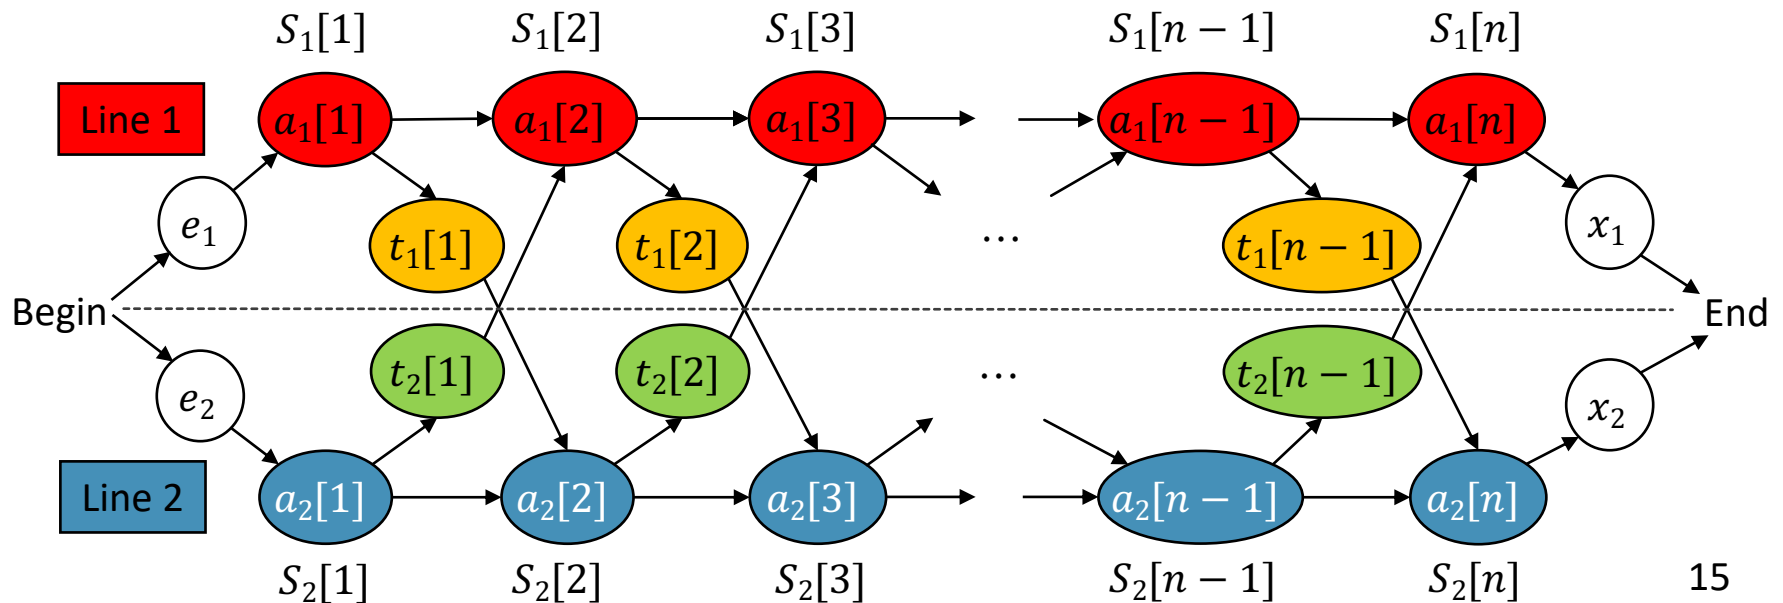 S₁[1] S₁[2] S₁[3] S₁[n − 1] S₁[n]
Line 1 a₁[1] a₁[2] a₁[3] a₁[n − 1] a₁[n]
e₁ t₁[1] t₁[2] … t₁[n − 1] x₁
Begin End
e₂ t₂[1] t₂[2] … t₂[n − 1] x₂
Line 2 a₂[1] a₂[2] a₂[3] a₂[n − 1] a₂[n]
S₂[1] S₂[2] S₂[3] S₂[n − 1] S₂[n] 15